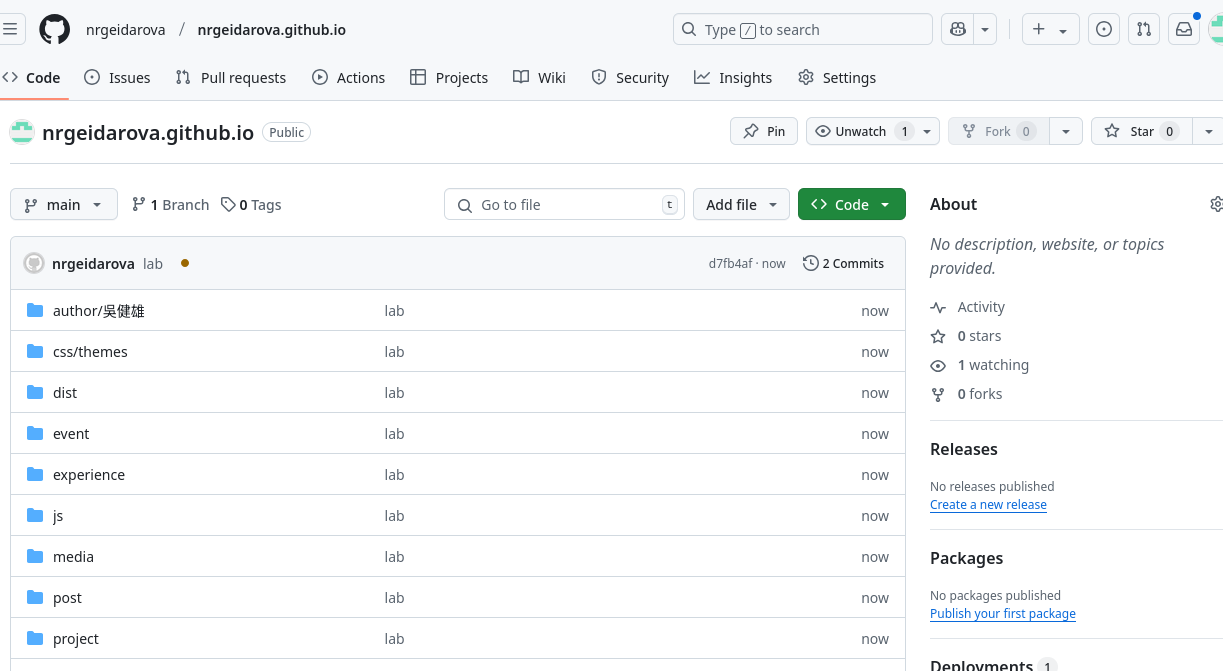 nrgeidarova / nrgeidarova.github.io
Type / to search
Code Issues Pull requests Actions Projects Wiki Security Insights Settings
nrgeidarova.github.io Public
Pin Unwatch 1 Fork 0 Star 0
main 1 Branch 0 Tags Go to file t Add file Code
nrgeidarova lab d7fb4af · now 2 Commits
author/吳健雄 lab now
css/themes lab now
dist lab now
event lab now
experience lab now
js lab now
media lab now
post lab now
project lab now
About
No description, website, or topics
provided.
Activity
0 stars
1 watching
0 forks
Releases
No releases published
Create a new release
Packages
No packages published
Publish your first package
Deployments 1